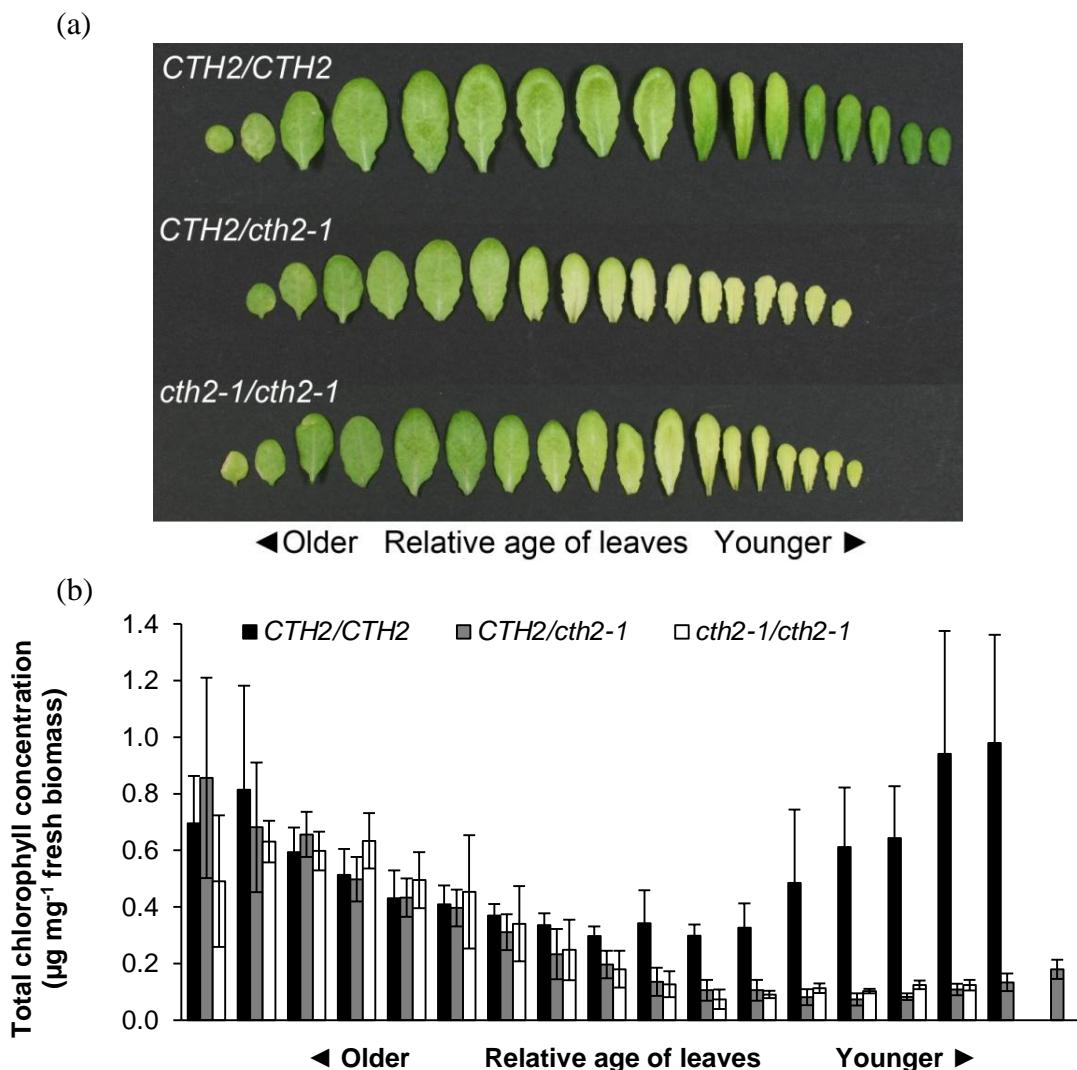 (a)
CTH2/CTH2
CTH2/cth2-1
cth2-1/cth2-1
◄Older Relative age of leaves Younger ►
(b)
Total chlorophyll concentration
(µg mg⁻¹ fresh biomass)
1.4
1.2
1.0
0.8
0.6
0.4
0.2
0.0
CTH2/CTH2 CTH2/cth2-1 cth2-1/cth2-1
◄ Older Relative age of leaves Younger ►